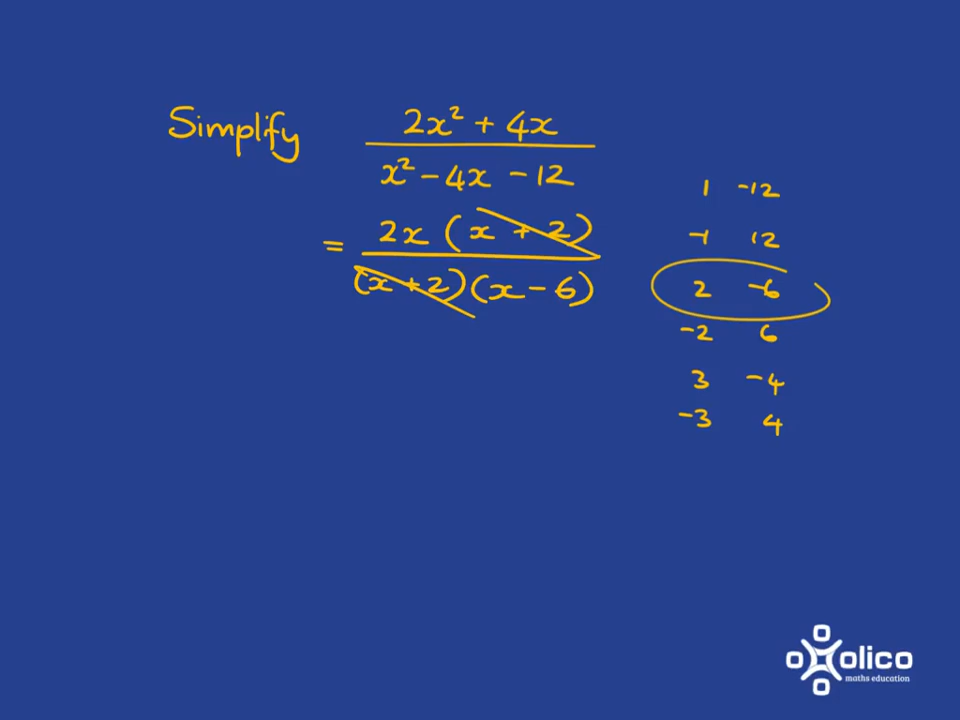 Simplify (2x² + 4x)/(x² - 4x - 12)
= (2x (x + 2))/((x + 2)(x - 6))
1 -12
-1 12
2 -6
-2 6
3 -4
-3 4
olico
maths education